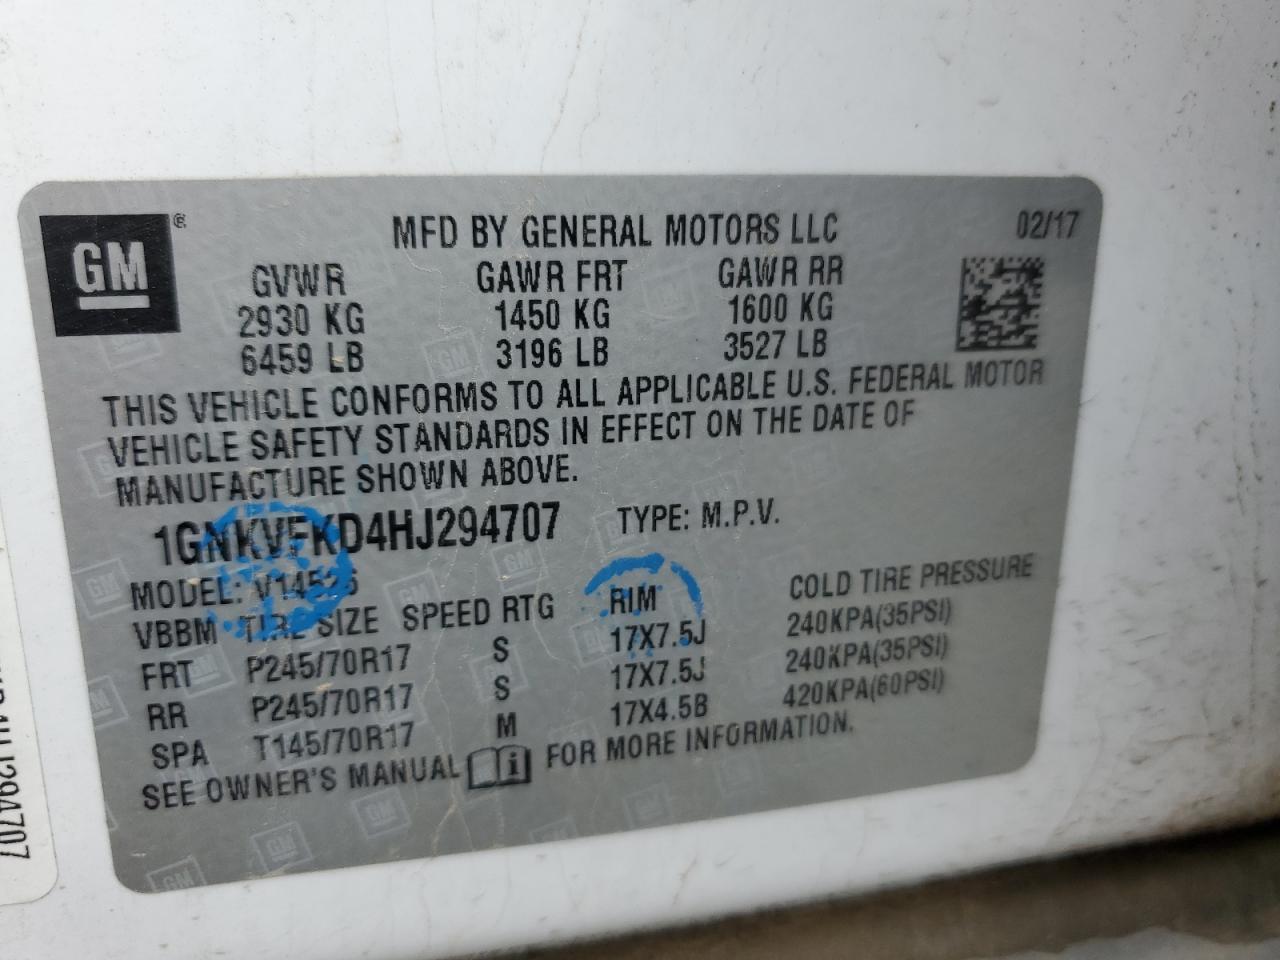 GM ®
MFD BY GENERAL MOTORS LLC 02/17
GVWR GAWR FRT GAWR RR
2930 KG 1450 KG 1600 KG
6459 LB 3196 LB 3527 LB
THIS VEHICLE CONFORMS TO ALL APPLICABLE U.S. FEDERAL MOTOR
VEHICLE SAFETY STANDARDS IN EFFECT ON THE DATE OF
MANUFACTURE SHOWN ABOVE.
1GNKVFKD4HJ294707 TYPE: M.P.V.
MODEL: V14526
VBBM TIRE SIZE SPEED RTG RIM COLD TIRE PRESSURE
FRT P245/70R17 S 17X7.5J 240KPA(35PSI)
RR P245/70R17 S 17X7.5J 240KPA(35PSI)
SPA T145/70R17 M 17X4.5B 420KPA(60PSI)
SEE OWNER'S MANUAL i FOR MORE INFORMATION.